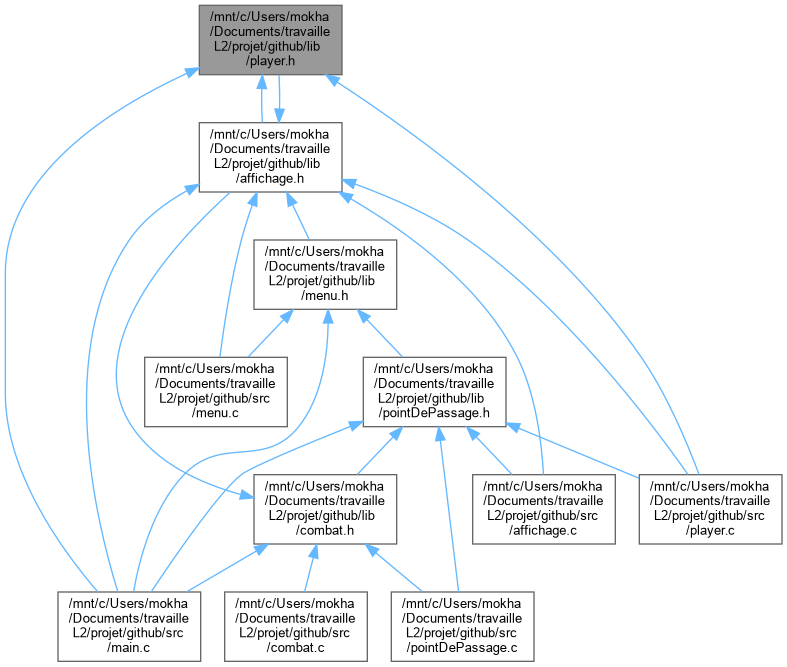 /mnt/c/Users/mokha
/Documents/travaille
L2/projet/github/lib
/player.h
/mnt/c/Users/mokha
/Documents/travaille
L2/projet/github/lib
/affichage.h
/mnt/c/Users/mokha
/Documents/travaille
L2/projet/github/lib
/menu.h
/mnt/c/Users/mokha
/Documents/travaille
L2/projet/github/src
/menu.c
/mnt/c/Users/mokha
/Documents/travaille
L2/projet/github/lib
/pointDePassage.h
/mnt/c/Users/mokha
/Documents/travaille
L2/projet/github/lib
/combat.h
/mnt/c/Users/mokha
/Documents/travaille
L2/projet/github/src
/affichage.c
/mnt/c/Users/mokha
/Documents/travaille
L2/projet/github/src
/player.c
/mnt/c/Users/mokha
/Documents/travaille
L2/projet/github/src
/main.c
/mnt/c/Users/mokha
/Documents/travaille
L2/projet/github/src
/combat.c
/mnt/c/Users/mokha
/Documents/travaille
L2/projet/github/src
/pointDePassage.c